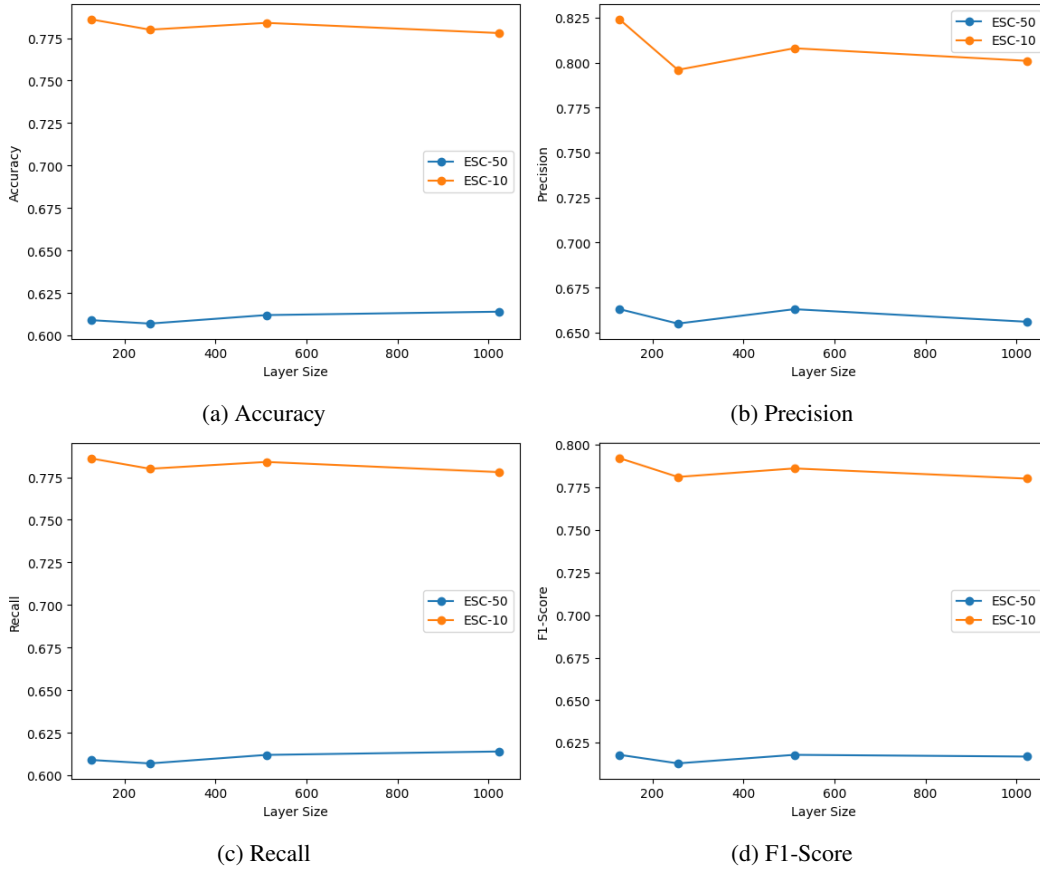 0.775
0.750
0.725
0.700
0.675
0.650
0.625
0.600
Accuracy
ESC-50
ESC-10
200 400 600 800 1000
Layer Size
(a) Accuracy
0.825
0.800
0.775
0.750
0.725
0.700
0.675
0.650
Precision
ESC-50
ESC-10
200 400 600 800 1000
Layer Size
(b) Precision
0.775
0.750
0.725
0.700
0.675
0.650
0.625
0.600
Recall
ESC-50
ESC-10
200 400 600 800 1000
Layer Size
(c) Recall
0.800
0.775
0.750
0.725
0.700
0.675
0.650
0.625
F1-Score
ESC-50
ESC-10
200 400 600 800 1000
Layer Size
(d) F1-Score